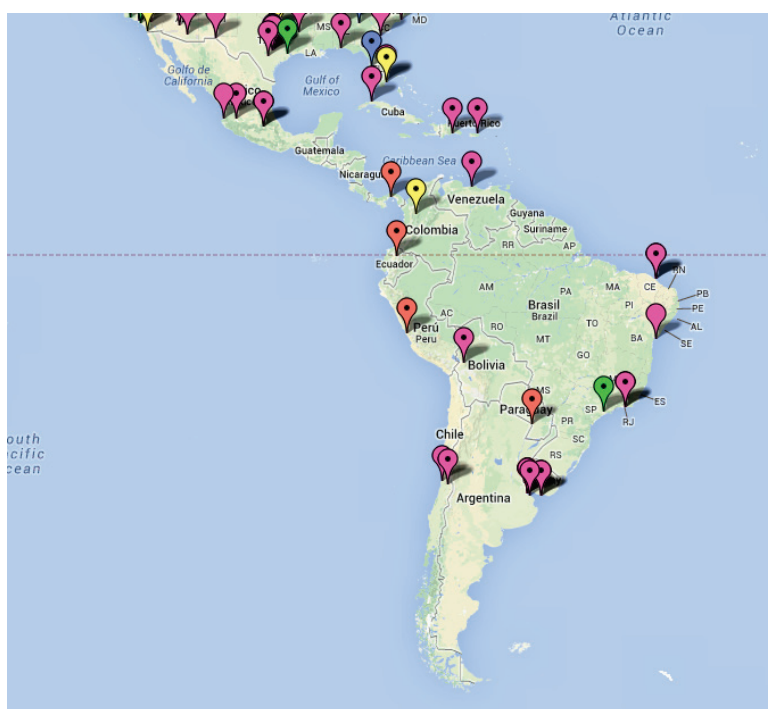 Atlantic
Ocean
MD
MS
LA
Golfo de
California
Gulf of
Mexico
Cuba
Puerto Rico
Guatemala
Caribbean Sea
Nicaragu
Venezuela
Guyana
Suriname
Colombia
RR
AP
Ecuador
RN
AM
PA
MA
CE
PB
Brasil
Brazil
PI
PE
Perú
Peru
AC
RO
TO
AL
MT
BA
SE
Bolivia
GO
MS
ES
Paraguay
SP
PR
RJ
Chile
SC
outh
acific
cean
RS
Argentina